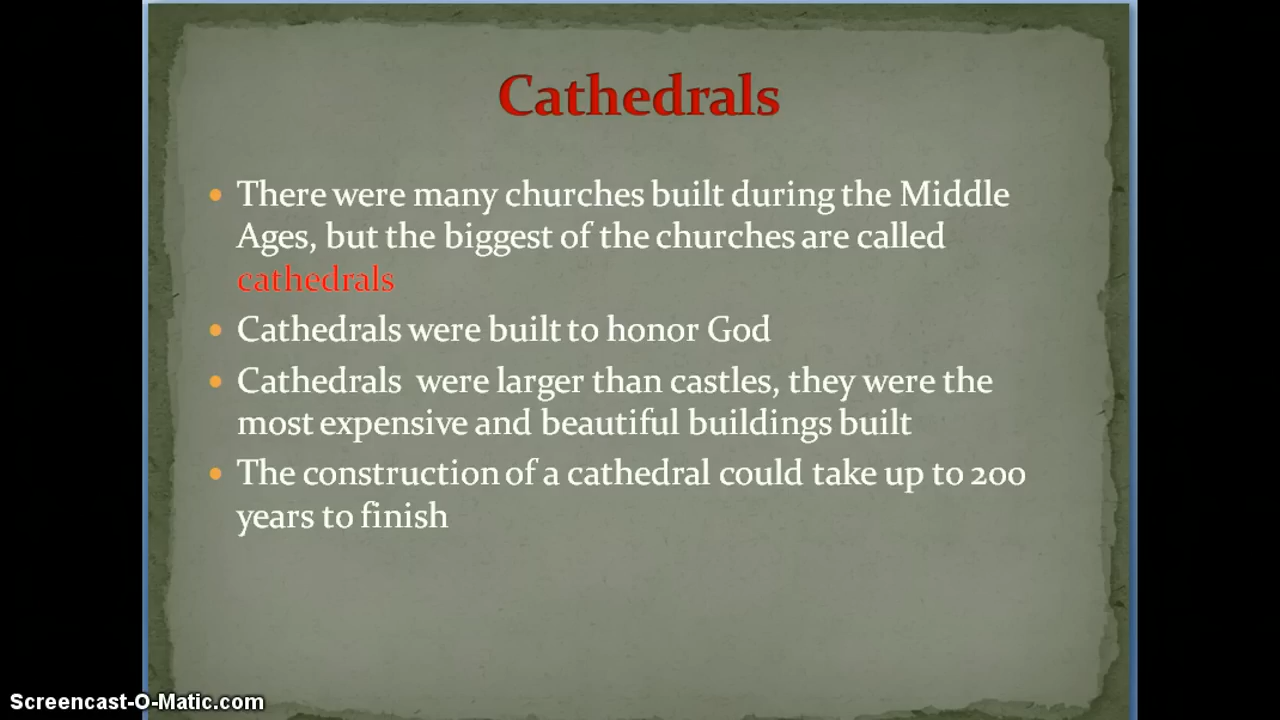 Cathedrals
• There were many churches built during the Middle
Ages, but the biggest of the churches are called
cathedrals
• Cathedrals were built to honor God
• Cathedrals  were larger than castles, they were the
most expensive and beautiful buildings built
• The construction of a cathedral could take up to 200
years to finish
Screencast-O-Matic.com